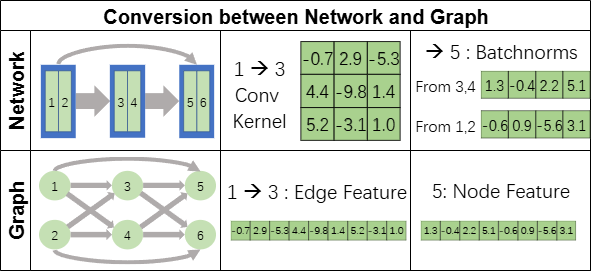 Conversion between Network and Graph
Network
1 2
3 4
5 6
1 → 3
Conv
Kernel
-0.7 2.9 -5.3
4.4 -9.8 1.4
5.2 -3.1 1.0
→ 5 : Batchnorms
From 3,4 1.3 -0.4 2.2 5.1
From 1,2 -0.6 0.9 -5.6 3.1
Graph
1 3 5
2 4 6
1 → 3 : Edge Feature
-0.7 2.9 -5.3 4.4 -9.8 1.4 5.2 -3.1 1.0
5: Node Feature
1.3 -0.4 2.2 5.1 -0.6 0.9 -5.6 3.1